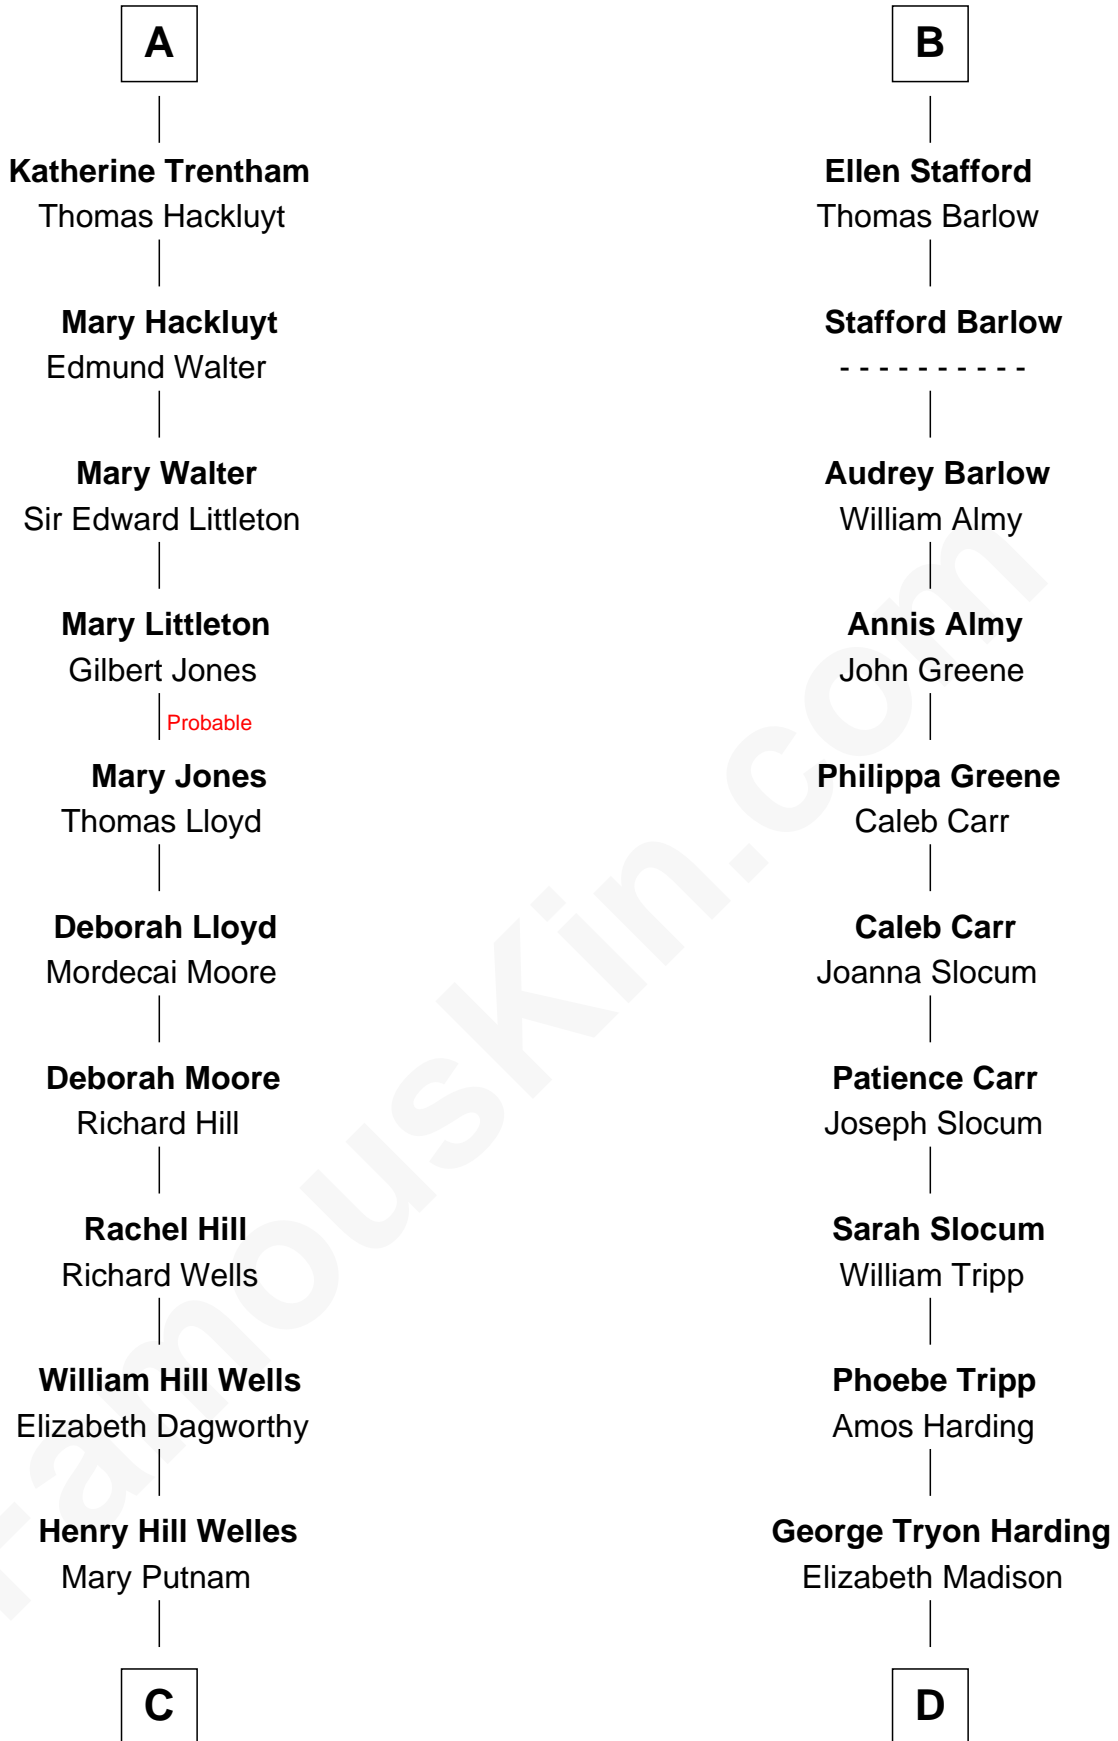 A
Katherine Trentham
Thomas Hackluyt
Mary Hackluyt
Edmund Walter
Mary Walter
Sir Edward Littleton
Mary Littleton
Gilbert Jones
Probable
Mary Jones
Thomas Lloyd
Deborah Lloyd
Mordecai Moore
Deborah Moore
Richard Hill
Rachel Hill
Richard Wells
William Hill Wells
Elizabeth Dagworthy
Henry Hill Welles
Mary Putnam
C
B
Ellen Stafford
Thomas Barlow
Stafford Barlow
- - - - - - - - - -
Audrey Barlow
William Almy
Annis Almy
John Greene
Philippa Greene
Caleb Carr
Caleb Carr
Joanna Slocum
Patience Carr
Joseph Slocum
Sarah Slocum
William Tripp
Phoebe Tripp
Amos Harding
George Tryon Harding
Elizabeth Madison
D
FamousKin.com